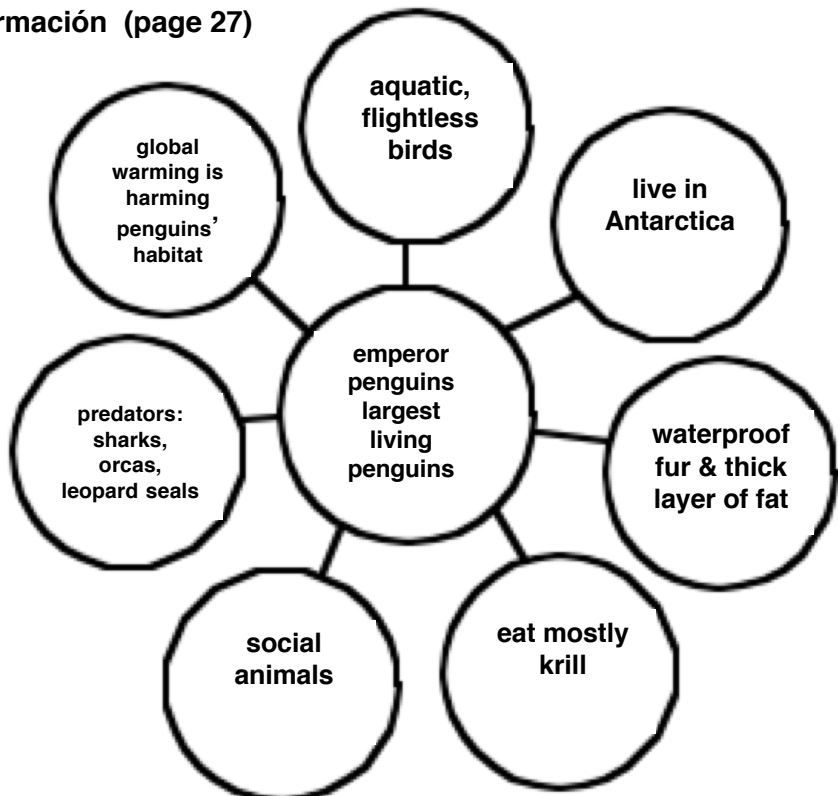 rmación (page 27)
aquatic,
flightless
birds
live in
Antarctica
waterproof
fur & thick
layer of fat
eat mostly
krill
social
animals
predators:
sharks,
orcas,
leopard seals
global
warming is
harming
penguins’
habitat
emperor
penguins
largest
living
penguins